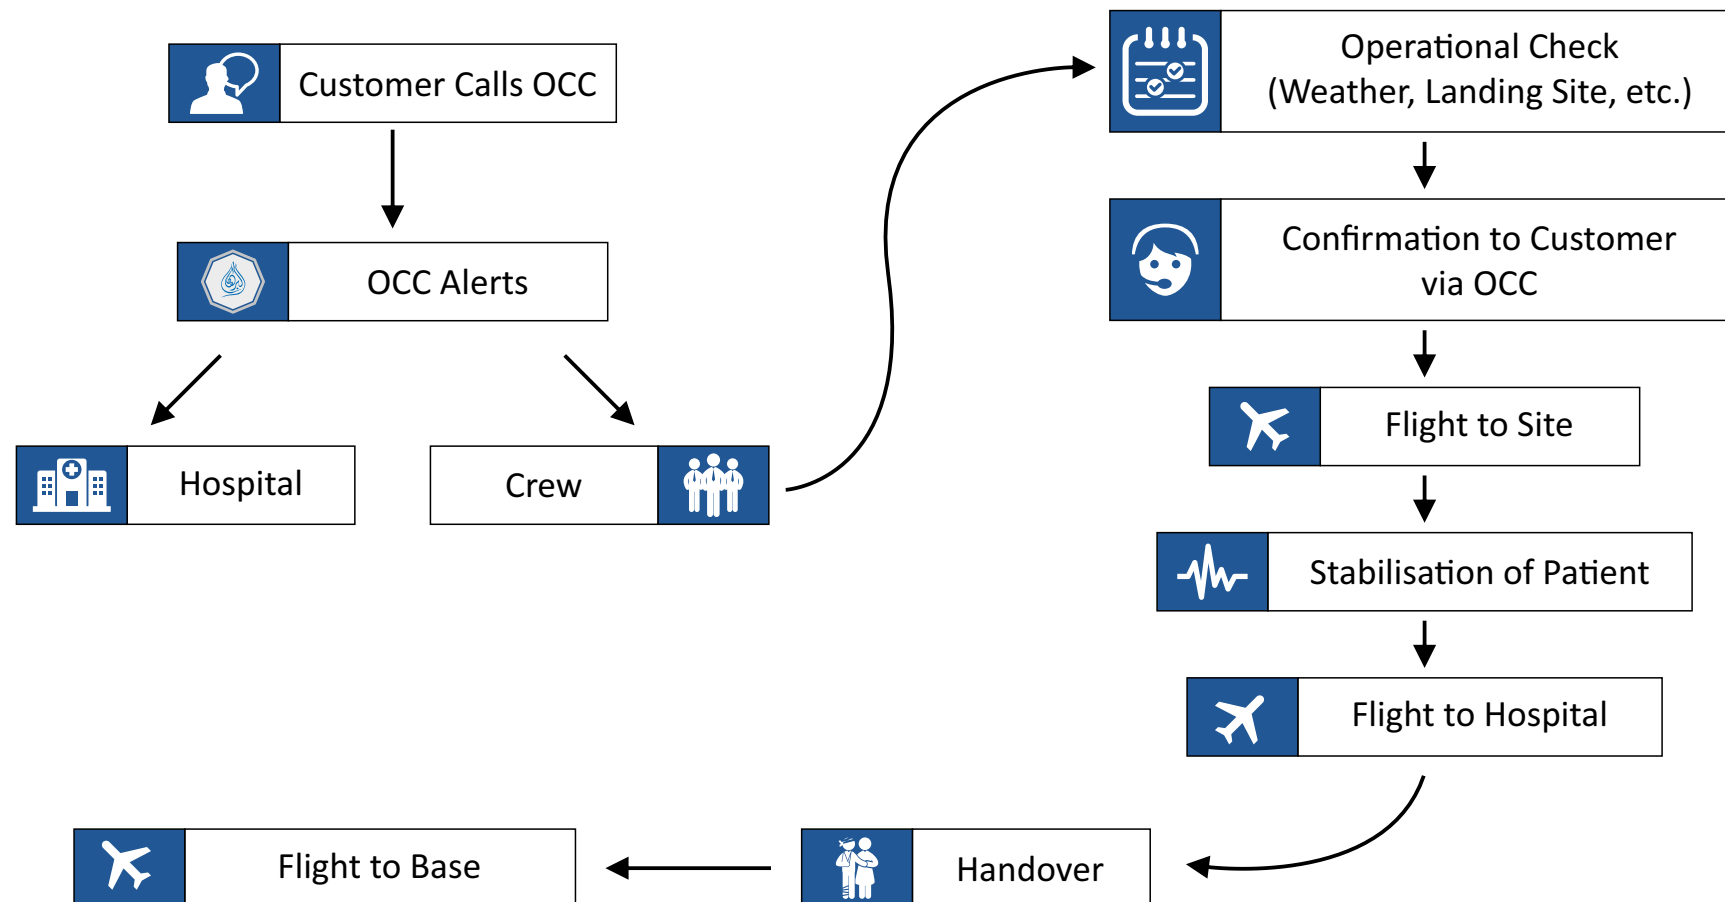 Customer Calls OCC
OCC Alerts
Hospital
Crew
Operational Check
(Weather, Landing Site, etc.)
Confirmation to Customer
via OCC
Flight to Site
Stabilisation of Patient
Flight to Hospital
Handover
Flight to Base